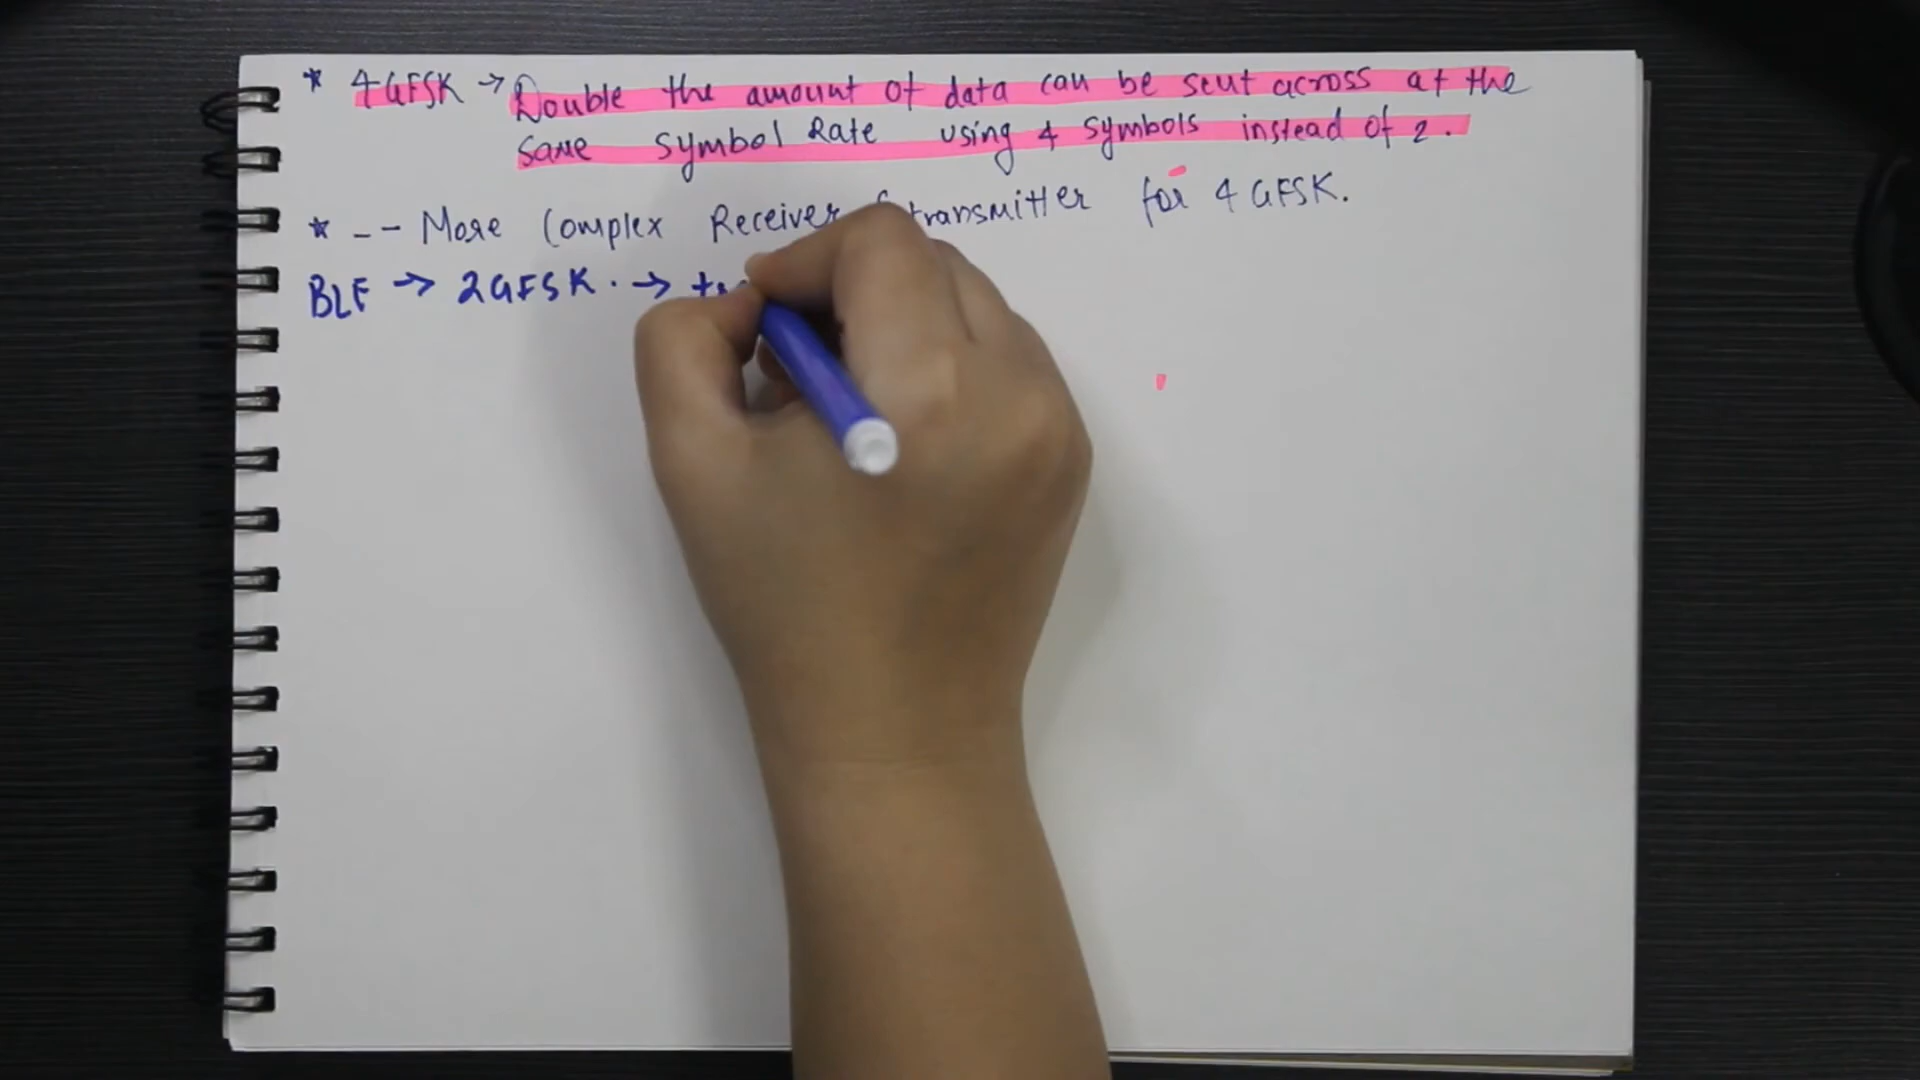 * 4GFSK → Double the amount of data can be sent across at the
same symbol Rate using 4 symbols instead of 2.
* -- More Complex Receiver & transmitter for 4 GFSK.
BLE → 2GFSK. →